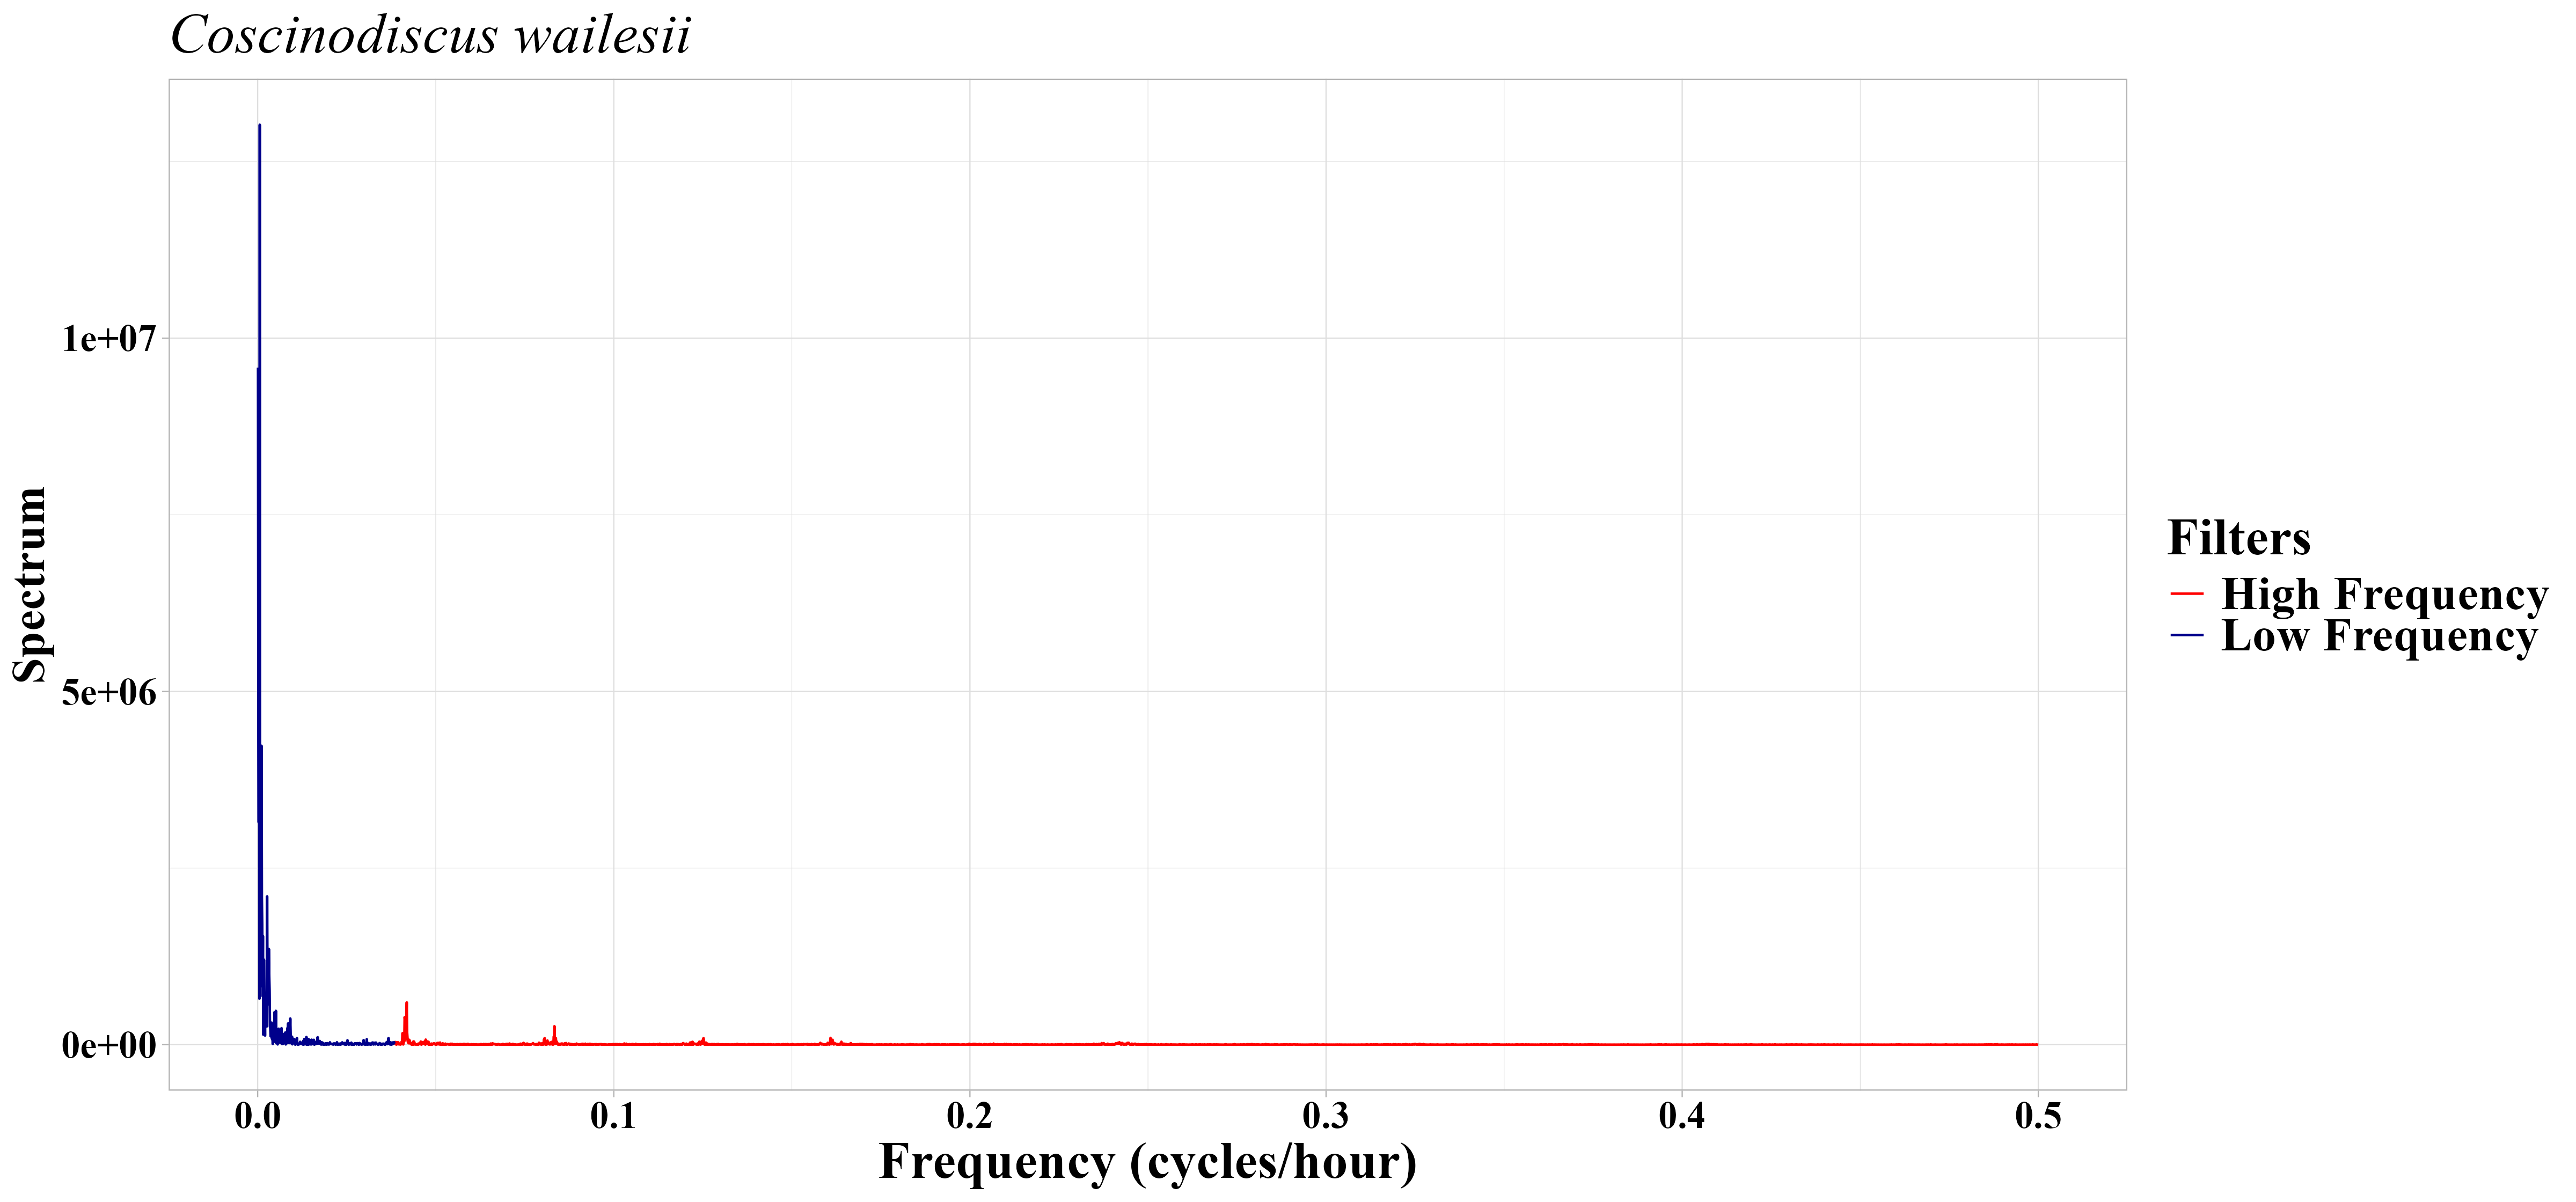 Coscinodiscus wailesii
1e+07
5e+06
0e+00
Spectrum
0.0 0.1 0.2 0.3 0.4 0.5
Frequency (cycles/hour)
Filters
High Frequency
Low Frequency